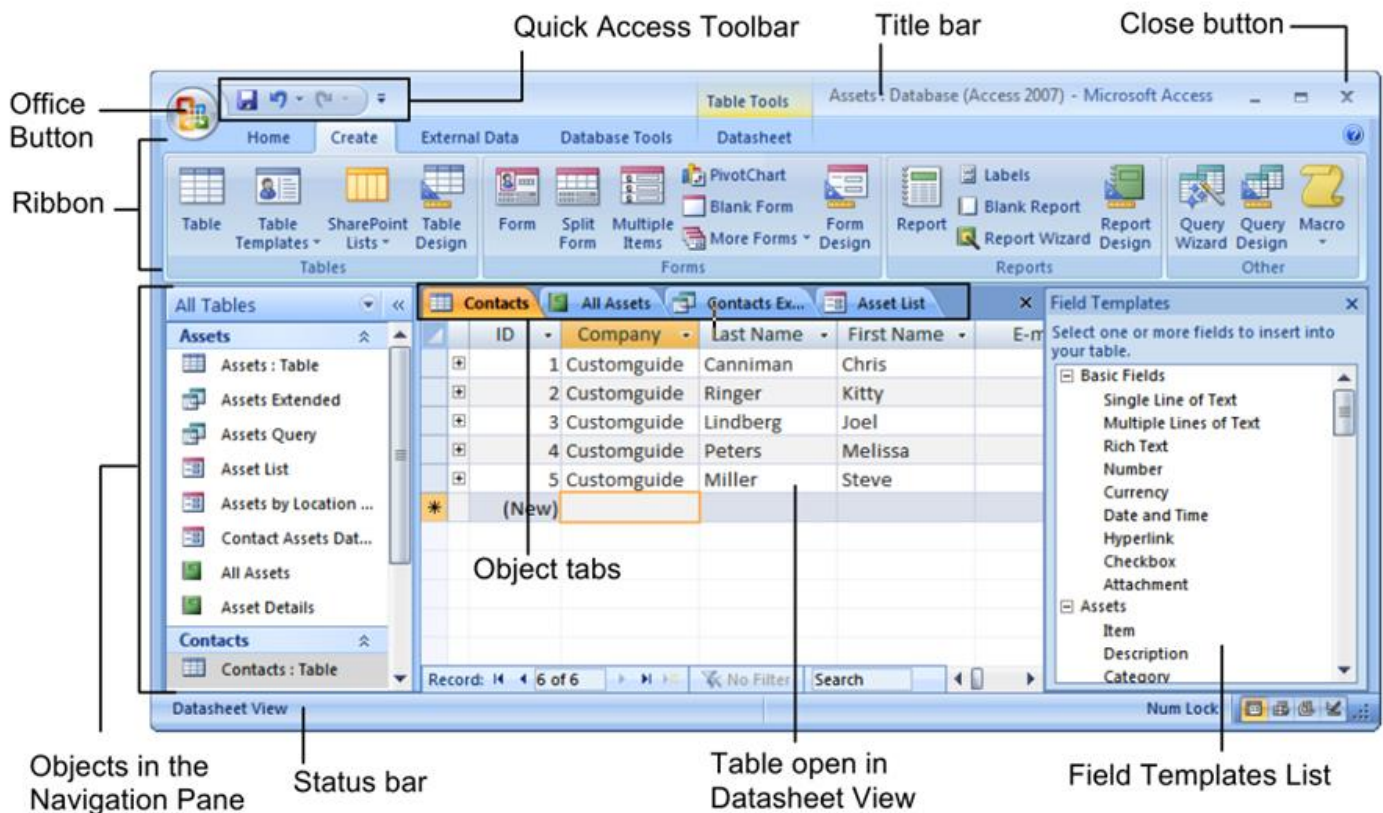 Quick Access Toolbar
Title bar
Close button
Office
Button
Ribbon
Table Tools
Assets : Database (Access 2007) - Microsoft Access
Home
Create
External Data
Database Tools
Datasheet
Table
Table
Templates
SharePoint
Lists
Table
Design
Tables
Form
Split
Form
Multiple
Items
PivotChart
Blank Form
More Forms
Form
Design
Forms
Report
Labels
Blank Report
Report Wizard
Report
Design
Reports
Query
Wizard
Query
Design
Macro
Other
All Tables
Assets
Assets : Table
Assets Extended
Assets Query
Asset List
Assets by Location ...
Contact Assets Dat...
All Assets
Asset Details
Contacts
Contacts : Table
Contacts
All Assets
Contacts Ex...
Asset List
ID Company Last Name First Name E-m
1 Customguide Canniman Chris
2 Customguide Ringer Kitty
3 Customguide Lindberg Joel
4 Customguide Peters Melissa
5 Customguide Miller Steve
(New)
Object tabs
Record: 6 of 6 No Filter Search
Field Templates
Select one or more fields to insert into
your table.
Basic Fields
Single Line of Text
Multiple Lines of Text
Rich Text
Number
Currency
Date and Time
Hyperlink
Checkbox
Attachment
Assets
Item
Description
Category
Datasheet View
Num Lock
Objects in the
Navigation Pane
Status bar
Table open in
Datasheet View
Field Templates List